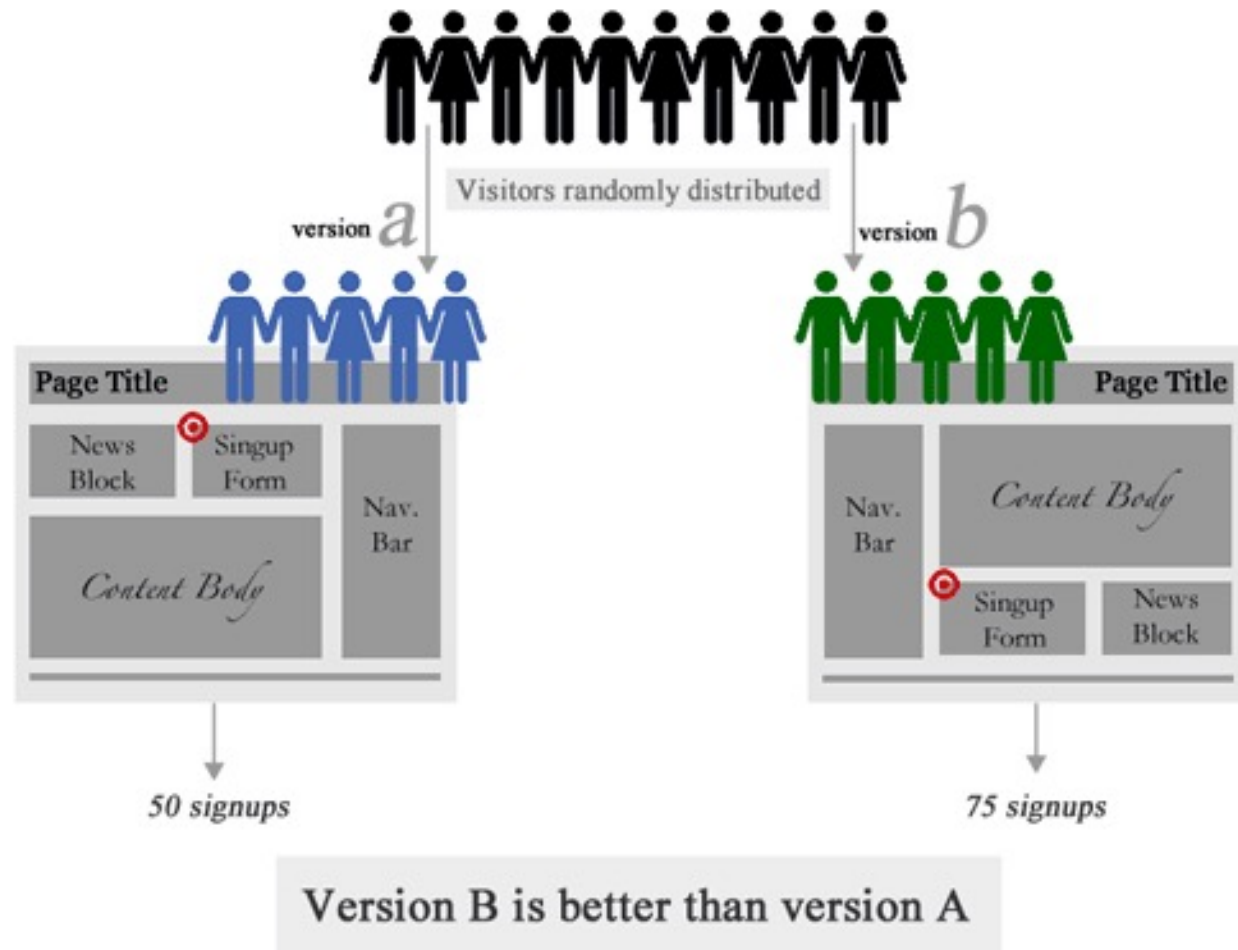 Visitors randomly distributed
version a
version b
Page Title
News
Block
Singup
Form
Nav.
Bar
Content Body
Page Title
Nav.
Bar
Content Body
Singup
Form
News
Block
50 signups
75 signups
Version B is better than version A